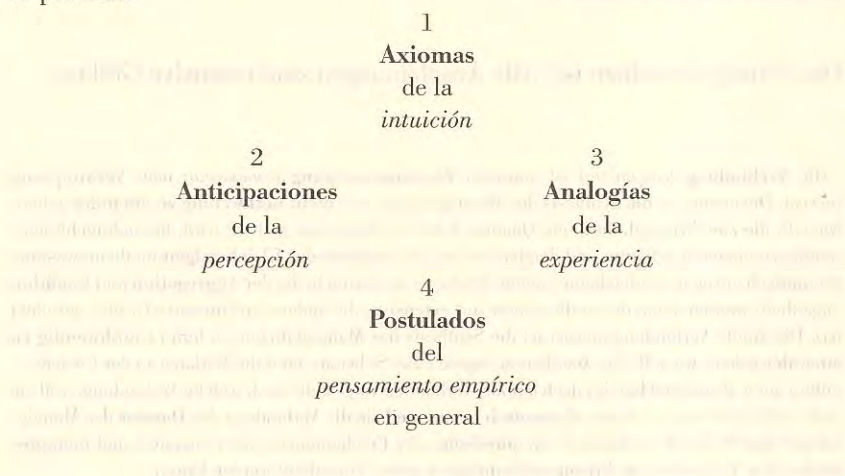 1
Axiomas
de la
intuición
2
Anticipaciones
de la
percepción
3
Analogías
de la
experiencia
4
Postulados
del
pensamiento empírico
en general